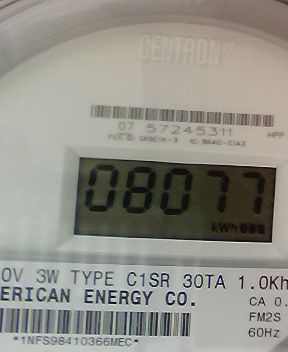 CENTRON®
07 57245311
HPP
08077
kWh
0V 3W TYPE C1SR 30TA 1.0Kh
ERICAN ENERGY CO.
CA 0.
FM2S
60Hz
*1NFS98410366MEC*